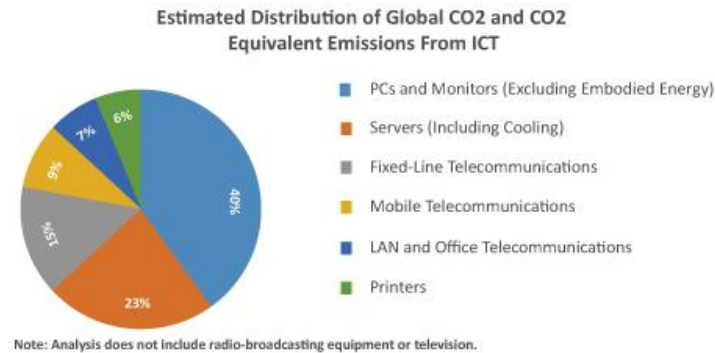 Estimated Distribution of Global CO2 and CO2
Equivalent Emissions From ICT
PCs and Monitors (Excluding Embodied Energy)
Servers (Including Cooling)
Fixed-Line Telecommunications
Mobile Telecommunications
LAN and Office Telecommunications
Printers
6%
7%
9%
15%
23%
40%
Note: Analysis does not include radio-broadcasting equipment or television.